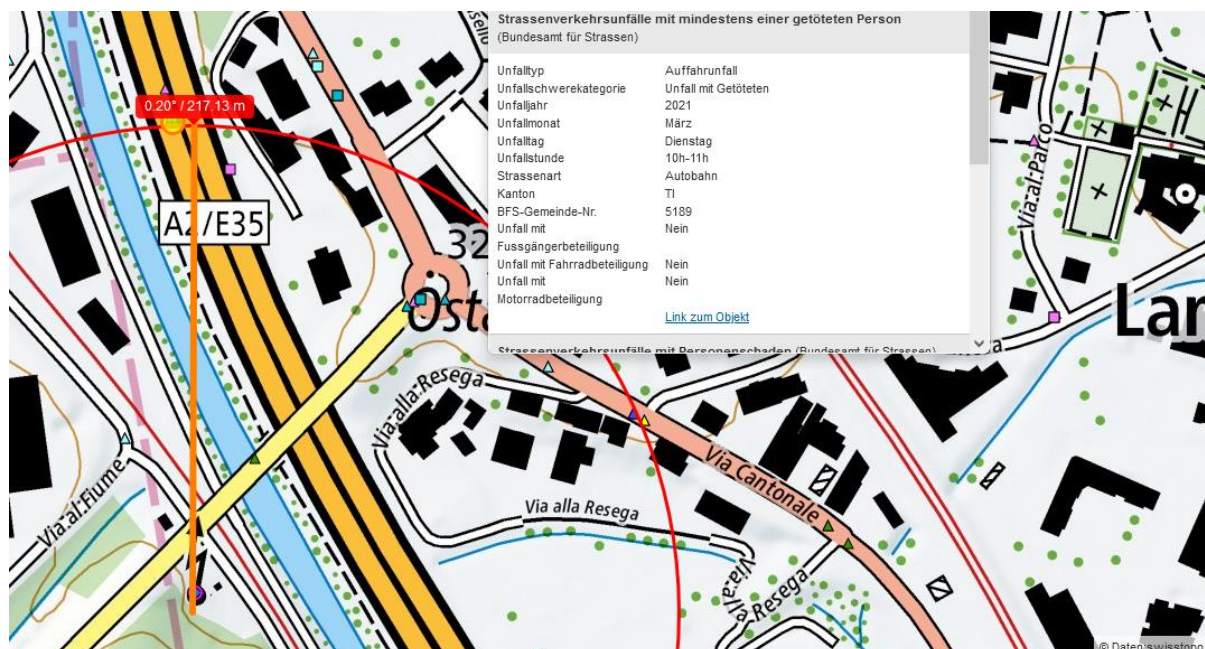 Strassenverkehrsunfälle mit mindestens einer getöteten Person
(Bundesamt für Strassen)
Unfalltyp Auffahrunfall
Unfallschwerekategorie Unfall mit Getöteten
Unfalljahr 2021
Unfallmonat März
Unfalltag Dienstag
Unfallstunde 10h-11h
Strassenart Autobahn
Kanton TI
BFS-Gemeinde-Nr. 5189
Unfall mit Nein
Fussgängerbeteiligung
Unfall mit Fahrradbeteiligung Nein
Unfall mit Nein
Motorradbeteiligung
Link zum Objekt
Strassenverkehrsunfälle mit Personenschaden (Bundesamt für Strassen)
0.20° / 217.13 m
A2/E35
32
Osta
Lar
Via al Parco
Via alla Resega
Via al Fiume
Via Cantonale
Via alla Resega
Via alla Resega
© Daten:swisstopo